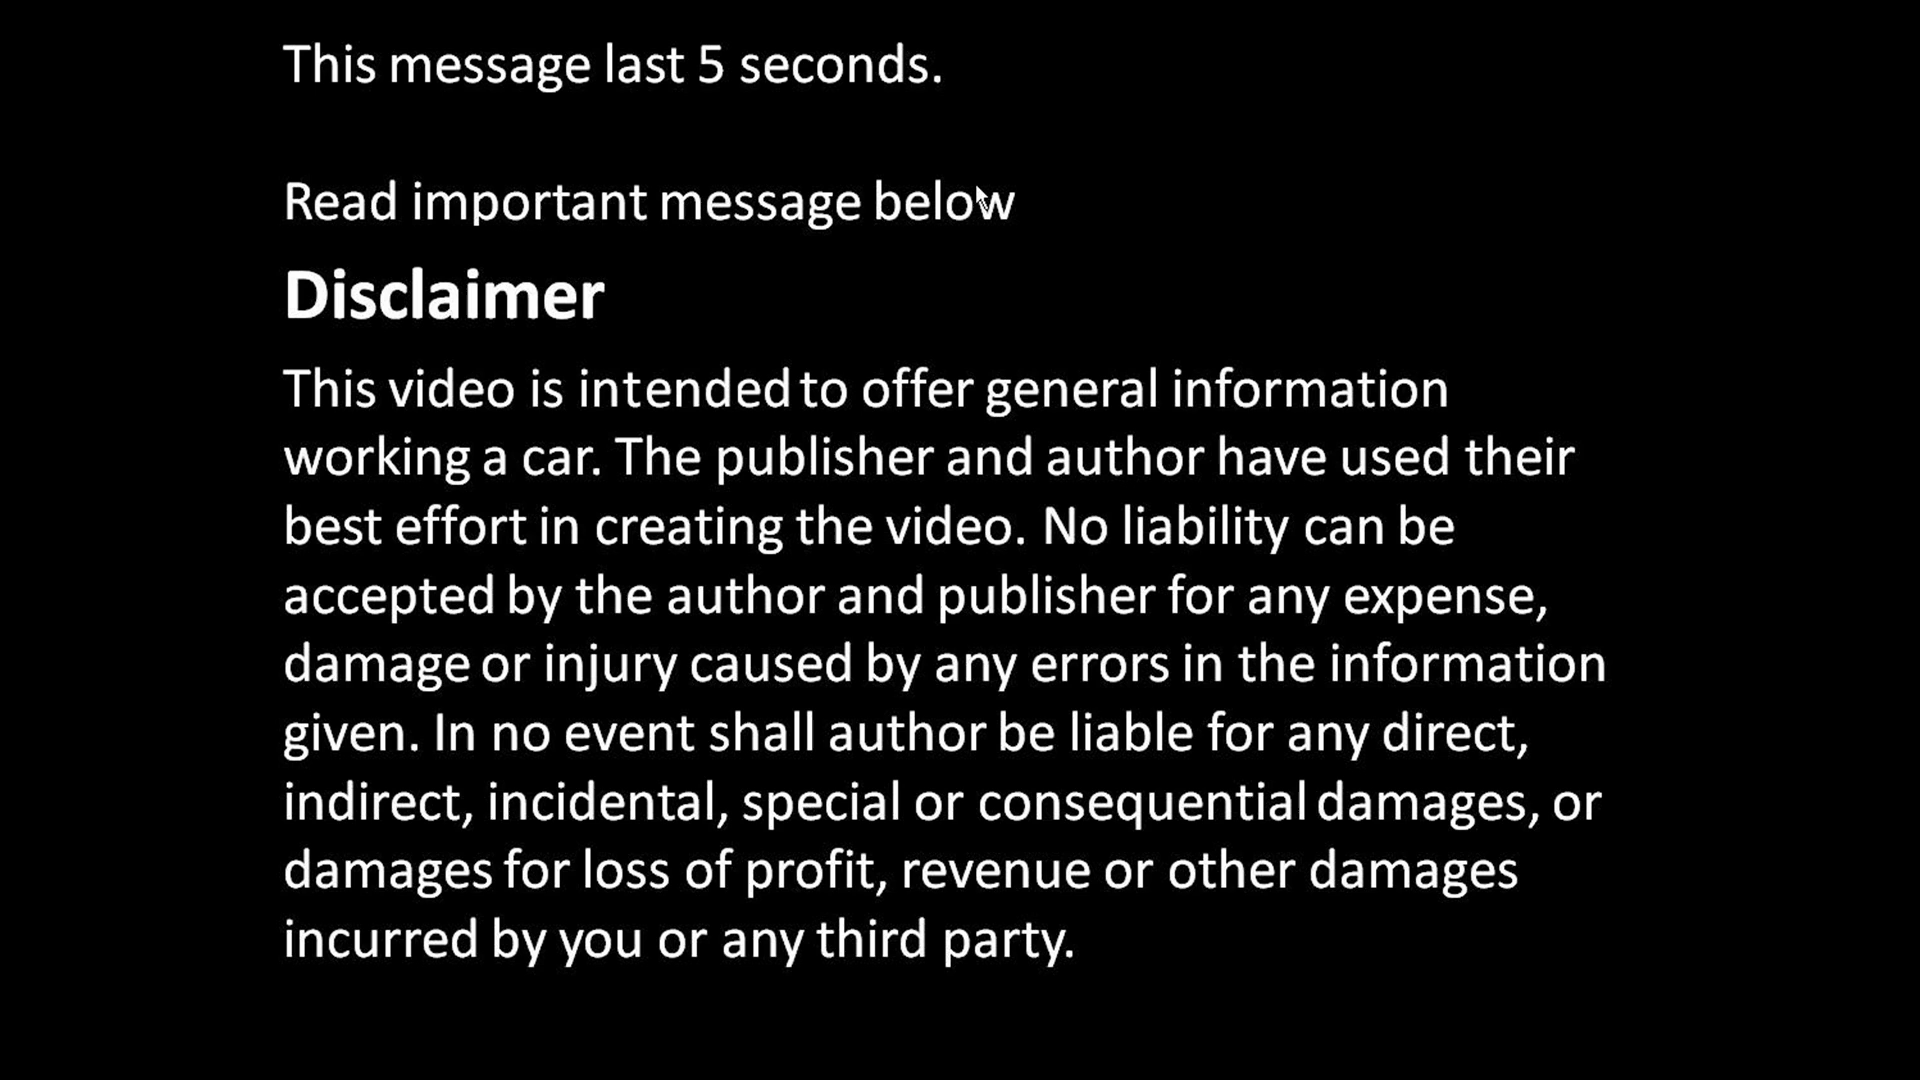 This message last 5 seconds.
Read important message below
Disclaimer
This video is intended to offer general information
working a car. The publisher and author have used their
best effort in creating the video. No liability can be
accepted by the author and publisher for any expense,
damage or injury caused by any errors in the information
given. In no event shall author be liable for any direct,
indirect, incidental, special or consequential damages, or
damages for loss of profit, revenue or other damages
incurred by you or any third party.